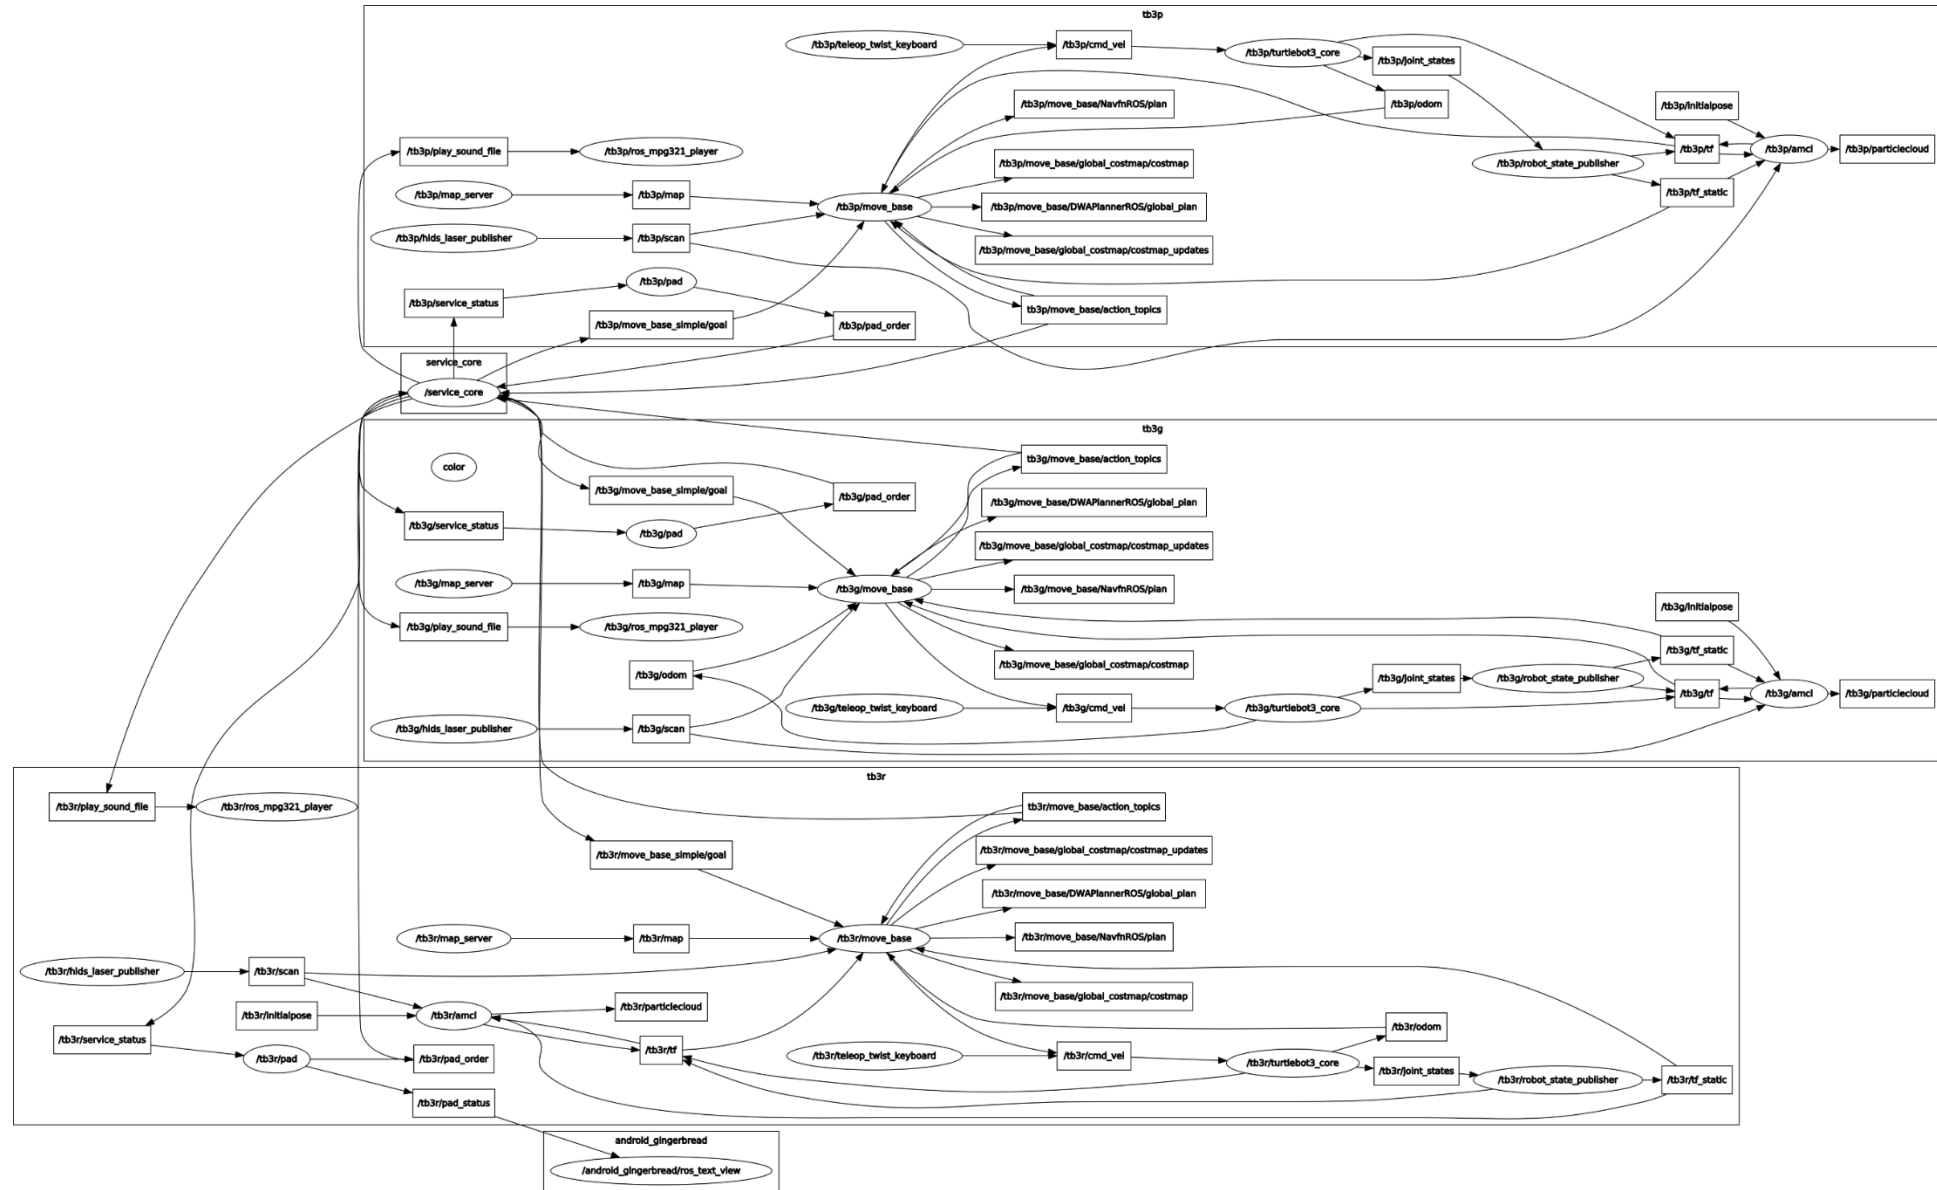 tb3p
/tb3p/teleop_twist_keyboard
/tb3p/cmd_vel
/tb3p/turtlebot3_core
/tb3p/joint_states
/tb3p/move_base/NavfnROS/plan
/tb3p/odom
/tb3p/initialpose
/tb3p/play_sound_file
/tb3p/ros_mpg321_player
/tb3p/move_base/global_costmap/costmap
/tb3p/robot_state_publisher
/tb3p/tf
/tb3p/amcl
/tb3p/particlecloud
/tb3p/map_server
/tb3p/map
/tb3p/move_base
/tb3p/move_base/DWAPlannerROS/global_plan
/tb3p/tf_static
/tb3p/hlds_laser_publisher
/tb3p/scan
/tb3p/move_base/global_costmap/costmap_updates
/tb3p/pad
/tb3p/service_status
tb3p/move_base/action_topics
/tb3p/move_base_simple/goal
/tb3p/pad_order
service_core
/service_core
tb3g
color
tb3g/move_base/action_topics
/tb3g/move_base_simple/goal
/tb3g/pad_order
/tb3g/move_base/DWAPlannerROS/global_plan
/tb3g/service_status
/tb3g/pad
/tb3g/move_base/global_costmap/costmap_updates
/tb3g/map_server
/tb3g/map
/tb3g/move_base
/tb3g/move_base/NavfnROS/plan
/tb3g/initialpose
/tb3g/play_sound_file
/tb3g/ros_mpg321_player
/tb3g/tf_static
/tb3g/odom
/tb3g/move_base/global_costmap/costmap
/tb3g/joint_states
/tb3g/robot_state_publisher
/tb3g/tf
/tb3g/amcl
/tb3g/particlecloud
/tb3g/teleop_twist_keyboard
/tb3g/cmd_vel
/tb3g/turtlebot3_core
/tb3g/hlds_laser_publisher
/tb3g/scan
tb3r
/tb3r/play_sound_file
/tb3r/ros_mpg321_player
tb3r/move_base/action_topics
/tb3r/move_base_simple/goal
/tb3r/move_base/global_costmap/costmap_updates
/tb3r/move_base/DWAPlannerROS/global_plan
/tb3r/map_server
/tb3r/map
/tb3r/move_base
/tb3r/move_base/NavfnROS/plan
/tb3r/hlds_laser_publisher
/tb3r/scan
/tb3r/move_base/global_costmap/costmap
/tb3r/initialpose
/tb3r/amcl
/tb3r/particlecloud
/tb3r/odom
/tb3r/service_status
/tb3r/pad
/tb3r/pad_order
/tb3r/tf
/tb3r/teleop_twist_keyboard
/tb3r/cmd_vel
/tb3r/turtlebot3_core
/tb3r/joint_states
/tb3r/robot_state_publisher
/tb3r/tf_static
/tb3r/pad_status
android_gingerbread
/android_gingerbread/ros_text_view